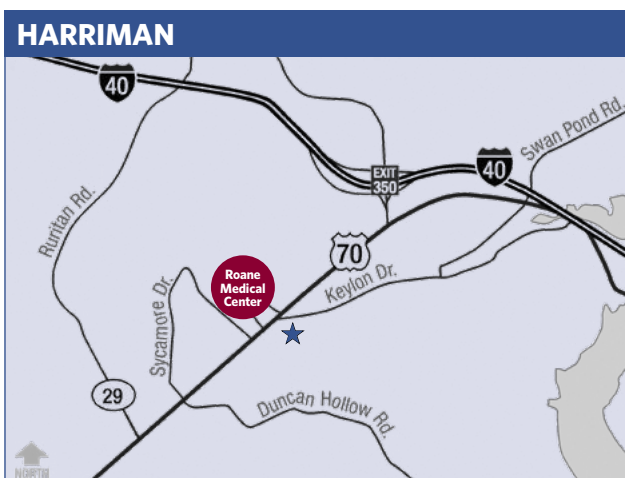 HARRIMAN
40
EXIT
350
40
Swan Pond Rd.
Ruritan Rd.
70
Roane
Medical
Center
Keylon Dr.
Sycamore Dr.
29
Duncan Hollow Rd.
NORTH